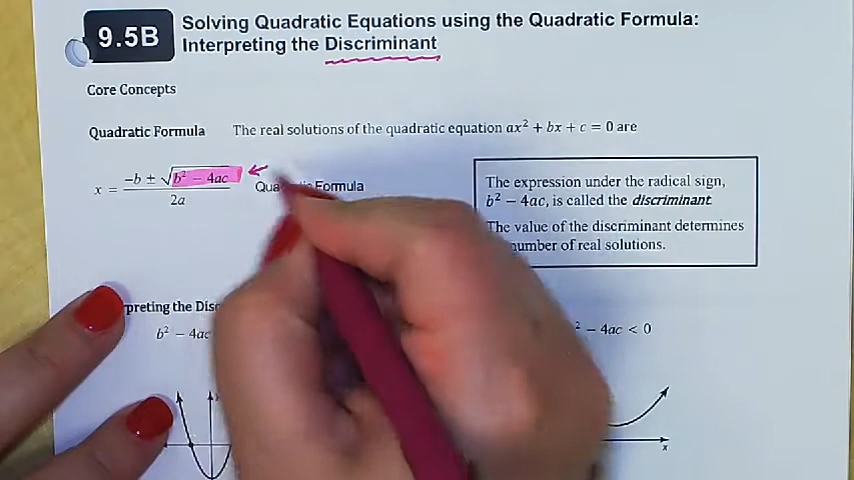 9.5B
Solving Quadratic Equations using the Quadratic Formula:
Interpreting the Discriminant
Core Concepts
Quadratic Formula The real solutions of the quadratic equation ax² + bx + c = 0 are
x = (−b ± √(b² − 4ac)) / 2a
Formula
The expression under the radical sign,
b² − 4ac, is called the discriminant.
The value of the discriminant determines
number of real solutions.
the
b² − 4ac
− 4ac < 0
x